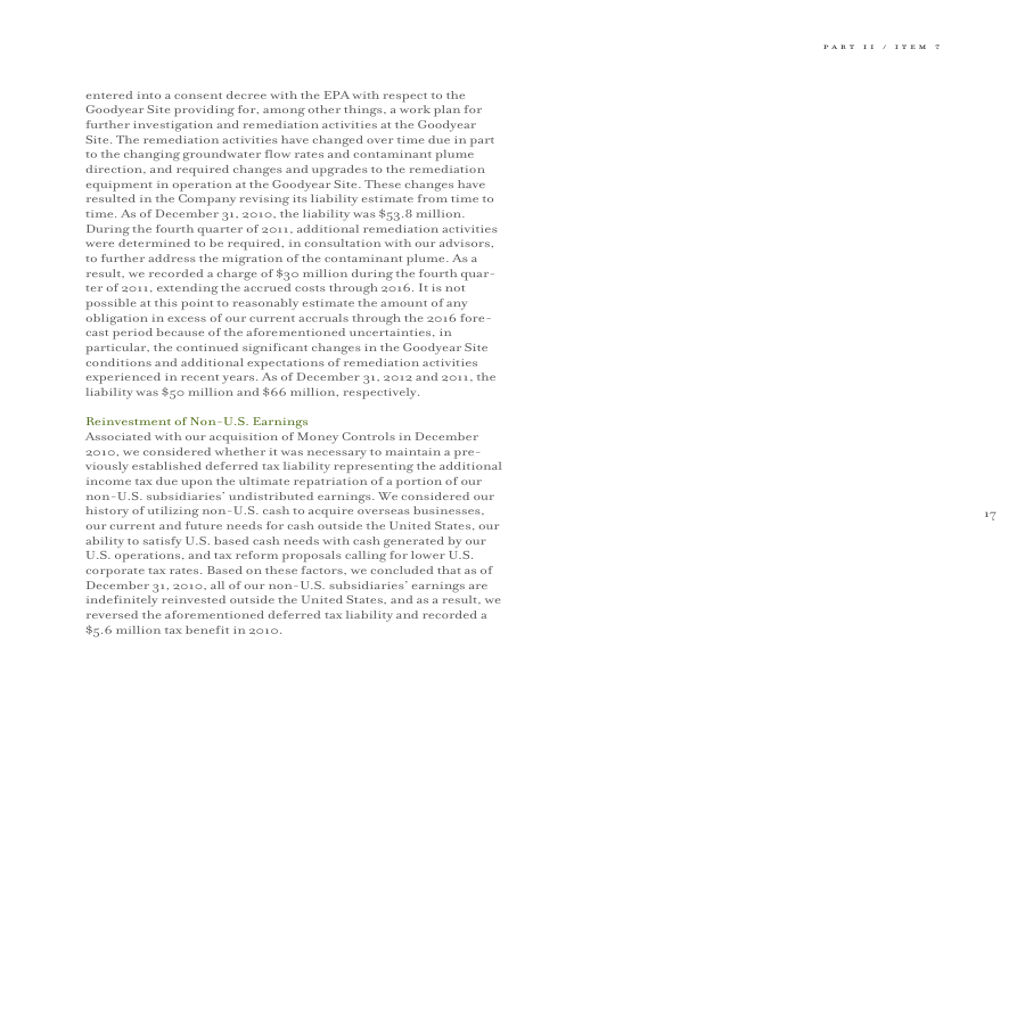 PART II / ITEM 7
entered into a consent decree with the EPA with respect to the
Goodyear Site providing for, among other things, a work plan for
further investigation and remediation activities at the Goodyear
Site. The remediation activities have changed over time due in part
to the changing groundwater flow rates and contaminant plume
direction, and required changes and upgrades to the remediation
equipment in operation at the Goodyear Site. These changes have
resulted in the Company revising its liability estimate from time to
time. As of December 31, 2010, the liability was $53.8 million.
During the fourth quarter of 2011, additional remediation activities
were determined to be required, in consultation with our advisors,
to further address the migration of the contaminant plume. As a
result, we recorded a charge of $30 million during the fourth quar-
ter of 2011, extending the accrued costs through 2016. It is not
possible at this point to reasonably estimate the amount of any
obligation in excess of our current accruals through the 2016 fore-
cast period because of the aforementioned uncertainties, in
particular, the continued significant changes in the Goodyear Site
conditions and additional expectations of remediation activities
experienced in recent years. As of December 31, 2012 and 2011, the
liability was $50 million and $66 million, respectively.
Reinvestment of Non-U.S. Earnings
Associated with our acquisition of Money Controls in December
2010, we considered whether it was necessary to maintain a pre-
viously established deferred tax liability representing the additional
income tax due upon the ultimate repatriation of a portion of our
non-U.S. subsidiaries' undistributed earnings. We considered our
history of utilizing non-U.S. cash to acquire overseas businesses,
our current and future needs for cash outside the United States, our
ability to satisfy U.S. based cash needs with cash generated by our
U.S. operations, and tax reform proposals calling for lower U.S.
corporate tax rates. Based on these factors, we concluded that as of
December 31, 2010, all of our non-U.S. subsidiaries' earnings are
indefinitely reinvested outside the United States, and as a result, we
reversed the aforementioned deferred tax liability and recorded a
$5.6 million tax benefit in 2010.
17